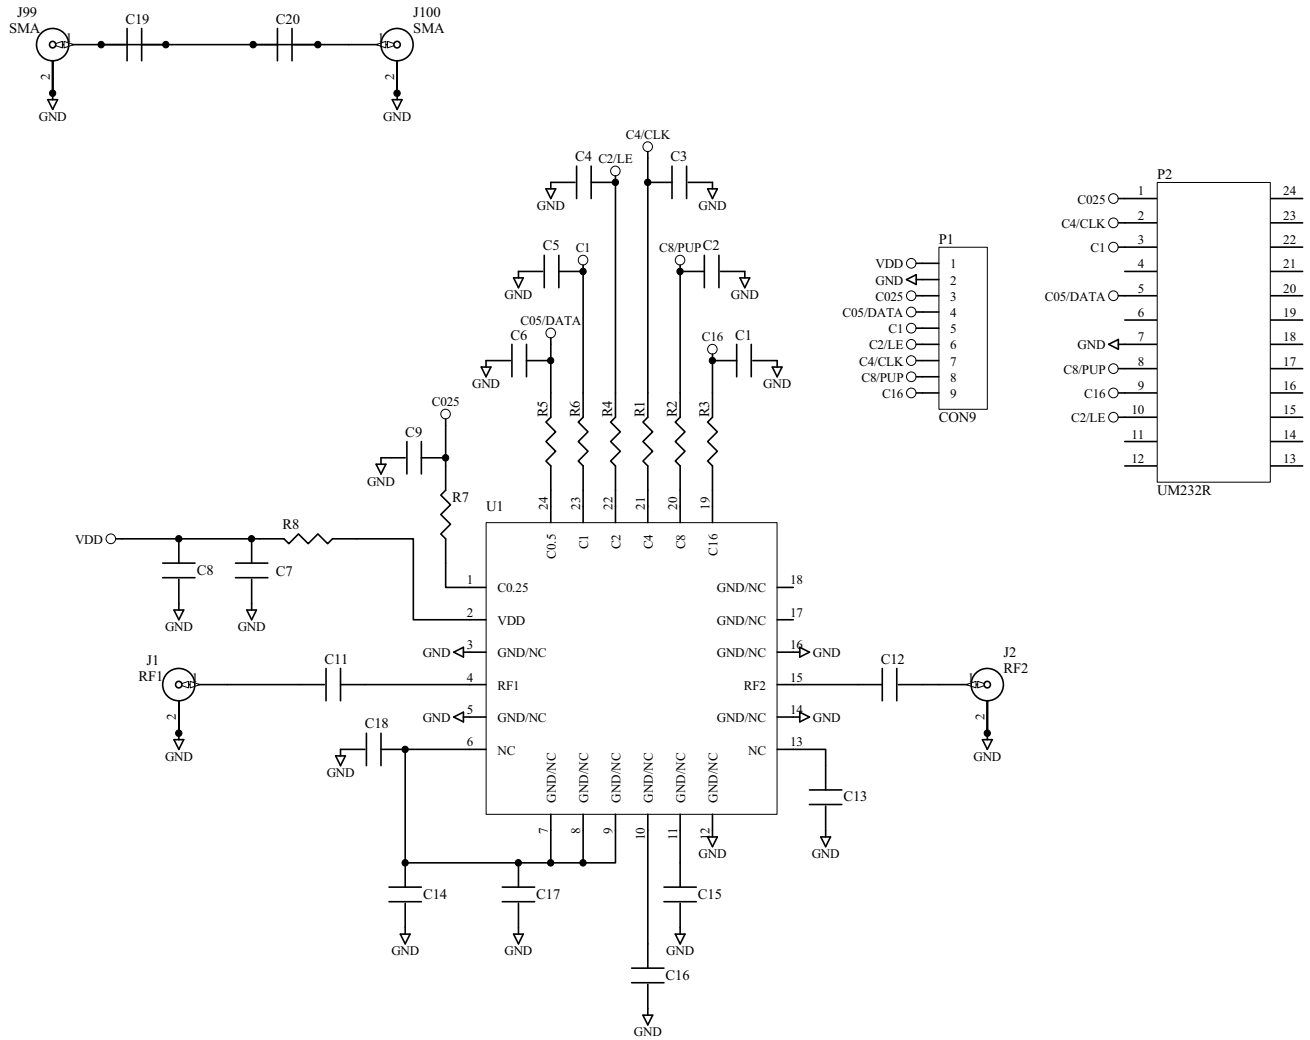 J99
SMA
C19
C20
J100
SMA
1
1
2
2
GND
GND
C4/CLK
C4
C2/LE
C3
GND
GND
C5
C1
C8/PUP
C2
GND
GND
C05/DATA
C6
C16
C1
GND
GND
C025
R5
R6
R4
R1
R2
R3
C9
GND
R7
U1
24
23
22
21
20
19
C0.5
C1
C2
C4
C8
C16
VDD
R8
C8
C7
GND
GND
1
C0.25
2
VDD
GND
3
GND/NC
4
RF1
GND
5
GND/NC
6
NC
GND/NC
18
GND/NC
17
GND/NC
16
GND
RF2
15
GND/NC
14
GND
NC
13
J1
RF1
1
2
GND
C11
C18
GND
C12
J2
RF2
1
2
GND
GND/NC
GND/NC
GND/NC
GND/NC
GND/NC
GND/NC
7
8
9
10
11
12
GND
C13
GND
C14
C17
C15
GND
GND
GND
C16
GND
P1
VDD
1
GND
2
C025
3
C05/DATA
4
C1
5
C2/LE
6
C4/CLK
7
C8/PUP
8
C16
9
CON9
P2
C025
1
24
C4/CLK
2
23
C1
3
22
4
21
C05/DATA
5
20
6
19
GND
7
18
C8/PUP
8
17
C16
9
16
C2/LE
10
15
11
14
12
13
UM232R